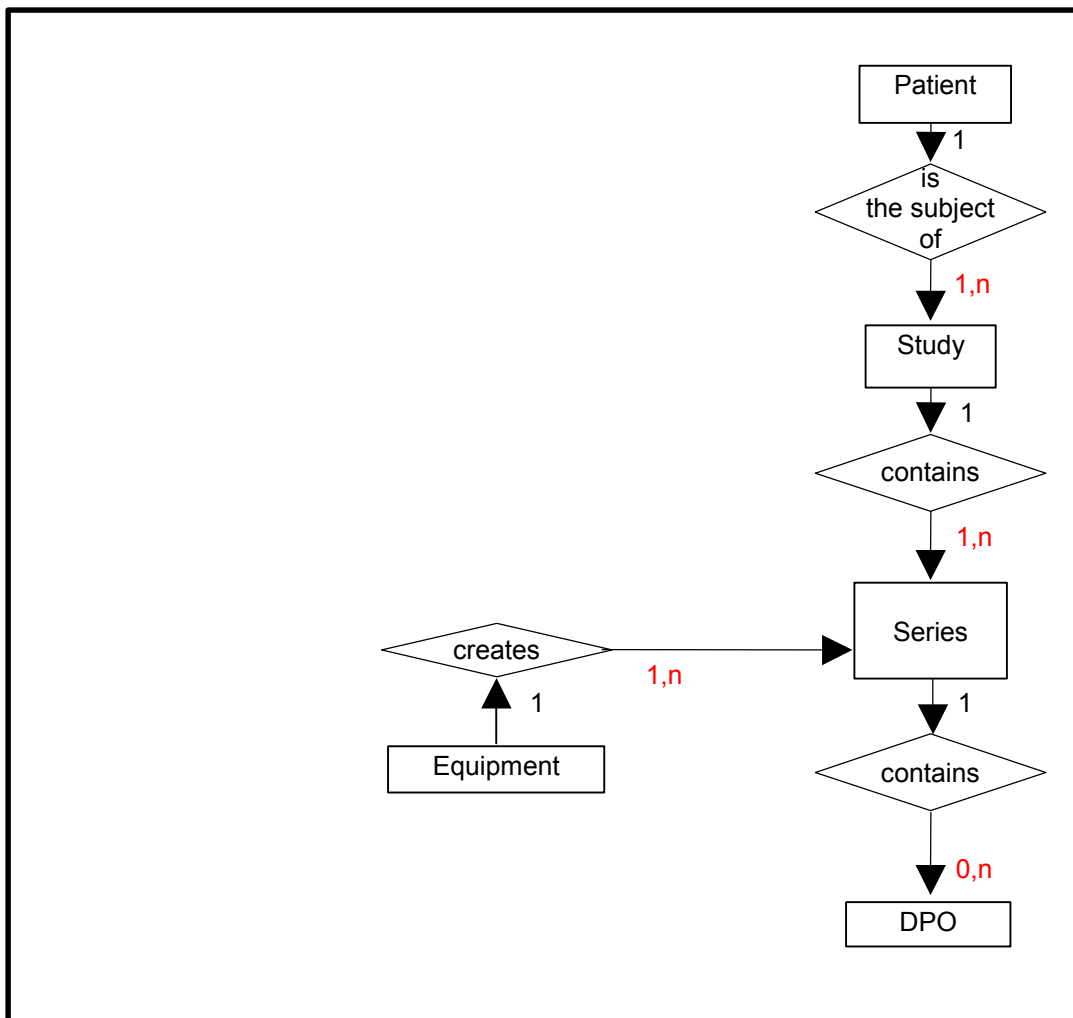 Patient
1
is
the subject
of
1,n
Study
1
contains
1,n
Series
creates
1,n
1
1
Equipment
contains
0,n
DPO